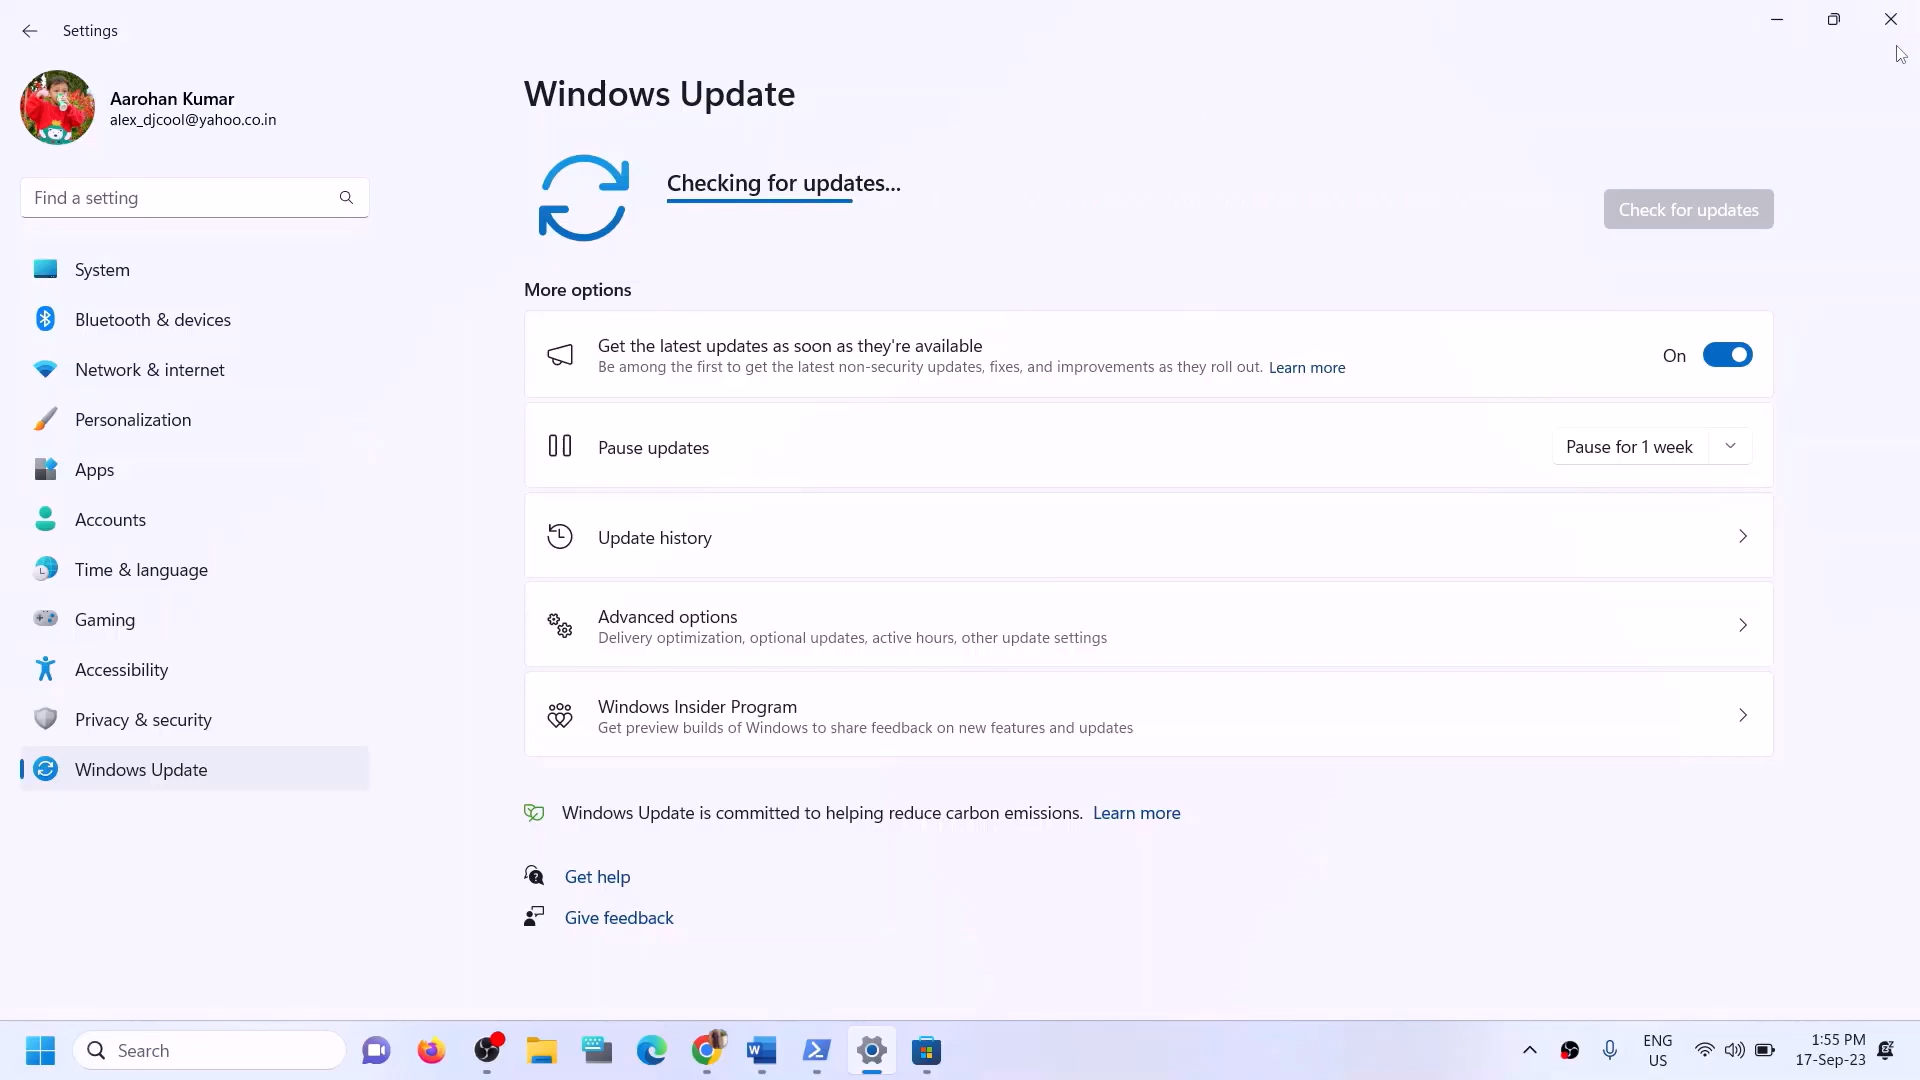 Settings
Aarohan Kumar
alex_djcool@yahoo.co.in
Find a setting
System
Bluetooth & devices
Network & internet
Personalization
Apps
Accounts
Time & language
Gaming
Accessibility
Privacy & security
Windows Update
Windows Update
Checking for updates...
Check for updates
More options
Get the latest updates as soon as they're available
Be among the first to get the latest non-security updates, fixes, and improvements as they roll out. Learn more
On
Pause updates
Pause for 1 week
Update history
Advanced options
Delivery optimization, optional updates, active hours, other update settings
Windows Insider Program
Get preview builds of Windows to share feedback on new features and updates
Windows Update is committed to helping reduce carbon emissions. Learn more
Get help
Give feedback
Search
ENG
US
1:55 PM
17-Sep-23